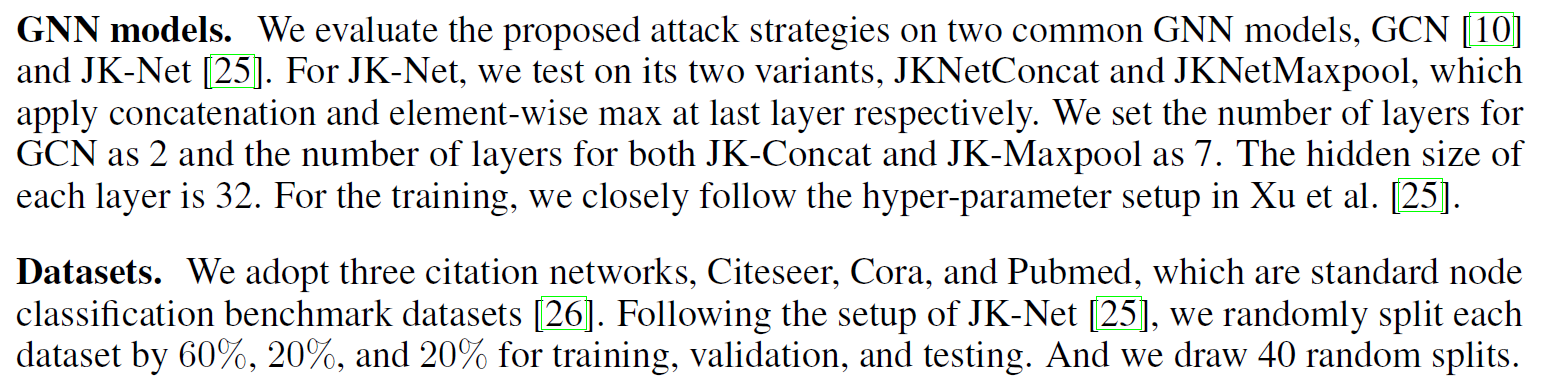 GNN models. We evaluate the proposed attack strategies on two common GNN models, GCN [10]
and JK-Net [25]. For JK-Net, we test on its two variants, JKNetConcat and JKNetMaxpool, which
apply concatenation and element-wise max at last layer respectively. We set the number of layers for
GCN as 2 and the number of layers for both JK-Concat and JK-Maxpool as 7. The hidden size of
each layer is 32. For the training, we closely follow the hyper-parameter setup in Xu et al. [25].
Datasets. We adopt three citation networks, Citeseer, Cora, and Pubmed, which are standard node
classification benchmark datasets [26]. Following the setup of JK-Net [25], we randomly split each
dataset by 60%, 20%, and 20% for training, validation, and testing. And we draw 40 random splits.